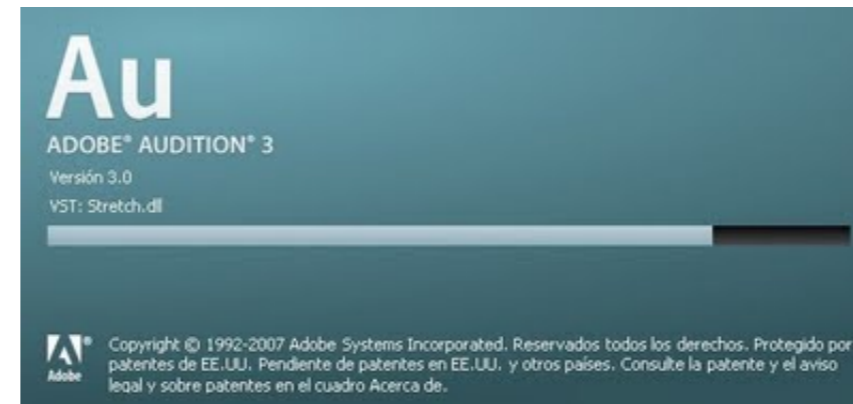 Au
ADOBE® AUDITION® 3
Versión 3.0
VST: Stretch.dll
Adobe®
Copyright © 1992-2007 Adobe Systems Incorporated. Reservados todos los derechos. Protegido por
patentes de EE.UU. Pendiente de patentes en EE.UU. y otros países. Consulte la patente y el aviso
legal y sobre patentes en el cuadro Acerca de.